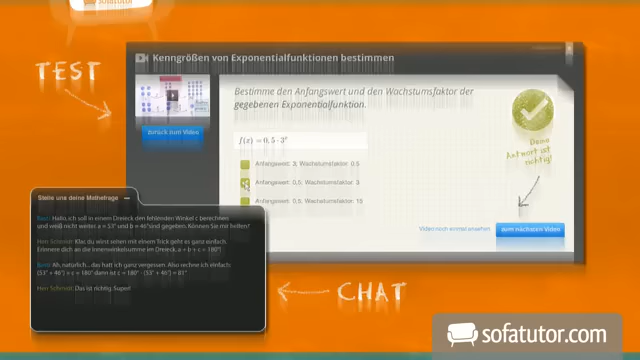 sofatutor
TEST
Kenngrößen von Exponentialfunktionen bestimmen
Bestimme den Anfangswert und den Wachstumsfaktor der
gegebenen Exponentialfunktion.
zurück zum Video
f(x) = 0,5 · 3ˣ
Anfangswert: 3; Wachstumsfaktor: 0,5
Anfangswert: 0,5; Wachstumsfaktor: 3
Anfangswert: 0,5; Wachstumsfaktor: 15
Deine
Antwort ist
richtig!
Video noch einmal ansehen
zum nächsten Video
Stelle uns deine Mathefrage
Hallo, ich soll in einem Dreieck den fehlenden Winkel c berechnen
und weiß nicht weiter. a = 53° und b = 46° sind gegeben. Können Sie mir helfen?
Herr Schmidt: Klar, du wirst sehen mit einem Trick geht es ganz einfach.
Erinnere dich an die Innenwinkelsumme im Dreieck. a + b + c = 180°)
Ah, natürlich... das hatt ich ganz vergessen. Also rechne ich einfach:
(53° + 46°) + c = 180° dann ist c = 180° - (53° + 46°) = 81°
Herr Schmidt: Das ist richtig! Super!
CHAT
sofatutor.com